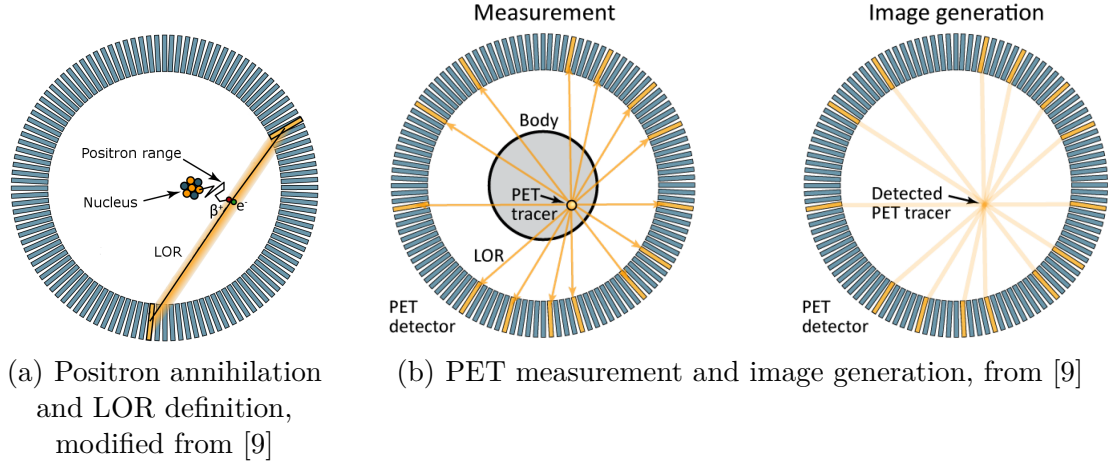 Positron range
Nucleus
β⁺
e⁻
LOR
(a) Positron annihilation
and LOR definition,
modified from [9]
Measurement
Body
PET
tracer
LOR
PET
detector
Image generation
Detected
PET tracer
PET
detector
(b) PET measurement and image generation, from [9]